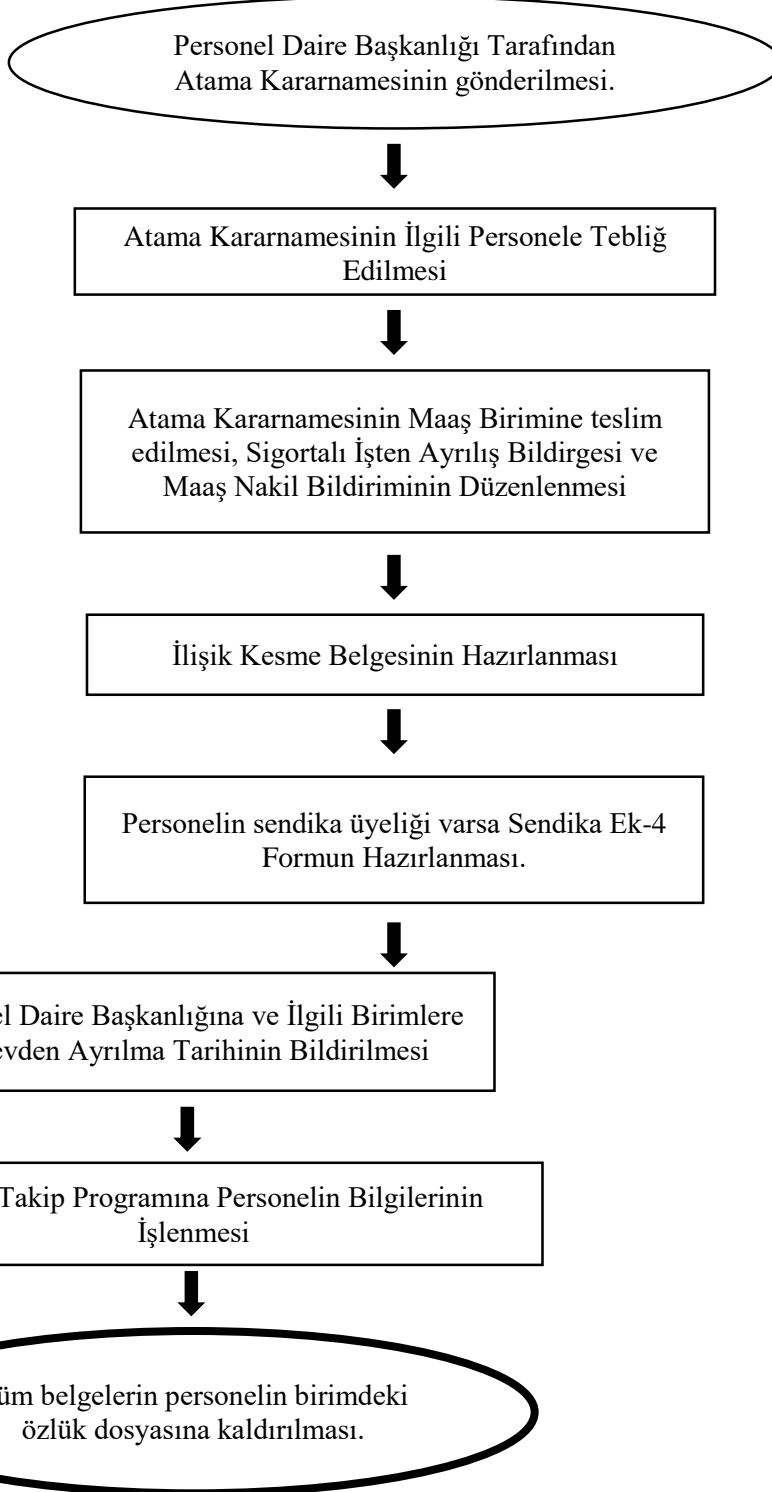 Personel Daire Başkanlığı Tarafından
Atama Kararnamesinin gönderilmesi.
Atama Kararnamesinin İlgili Personele Tebliğ
Edilmesi
Atama Kararnamesinin Maaş Birimine teslim
edilmesi, Sigortalı İşten Ayrılış Bildirgesi ve
Maaş Nakil Bildiriminin Düzenlenmesi
İlişik Kesme Belgesinin Hazırlanması
Personelin sendika üyeliği varsa Sendika Ek-4
Formun Hazırlanması.
Daire Başkanlığına ve İlgili Birimlere
Ayrılma Tarihinin Bildirilmesi
Takip Programına Personelin Bilgilerinin
İşlenmesi
belgelerin personelin birimdeki
özlük dosyasına kaldırılması.